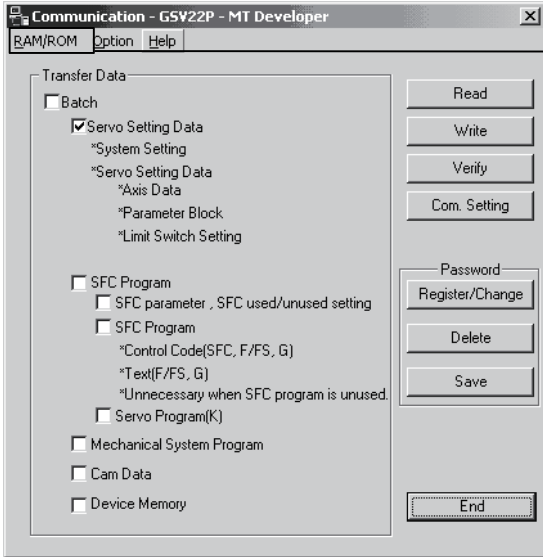 Communication - GSV22P - MT Developer
RAM/ROM Option Help
Transfer Data
Batch
Servo Setting Data
*System Setting
*Servo Setting Data
*Axis Data
*Parameter Block
*Limit Switch Setting
SFC Program
SFC parameter , SFC used/unused setting
SFC Program
*Control Code(SFC, F/FS, G)
*Text(F/FS, G)
*Unnecessary when SFC program is unused.
Servo Program(K)
Mechanical System Program
Cam Data
Device Memory
Read
Write
Verify
Com. Setting
Password
Register/Change
Delete
Save
End